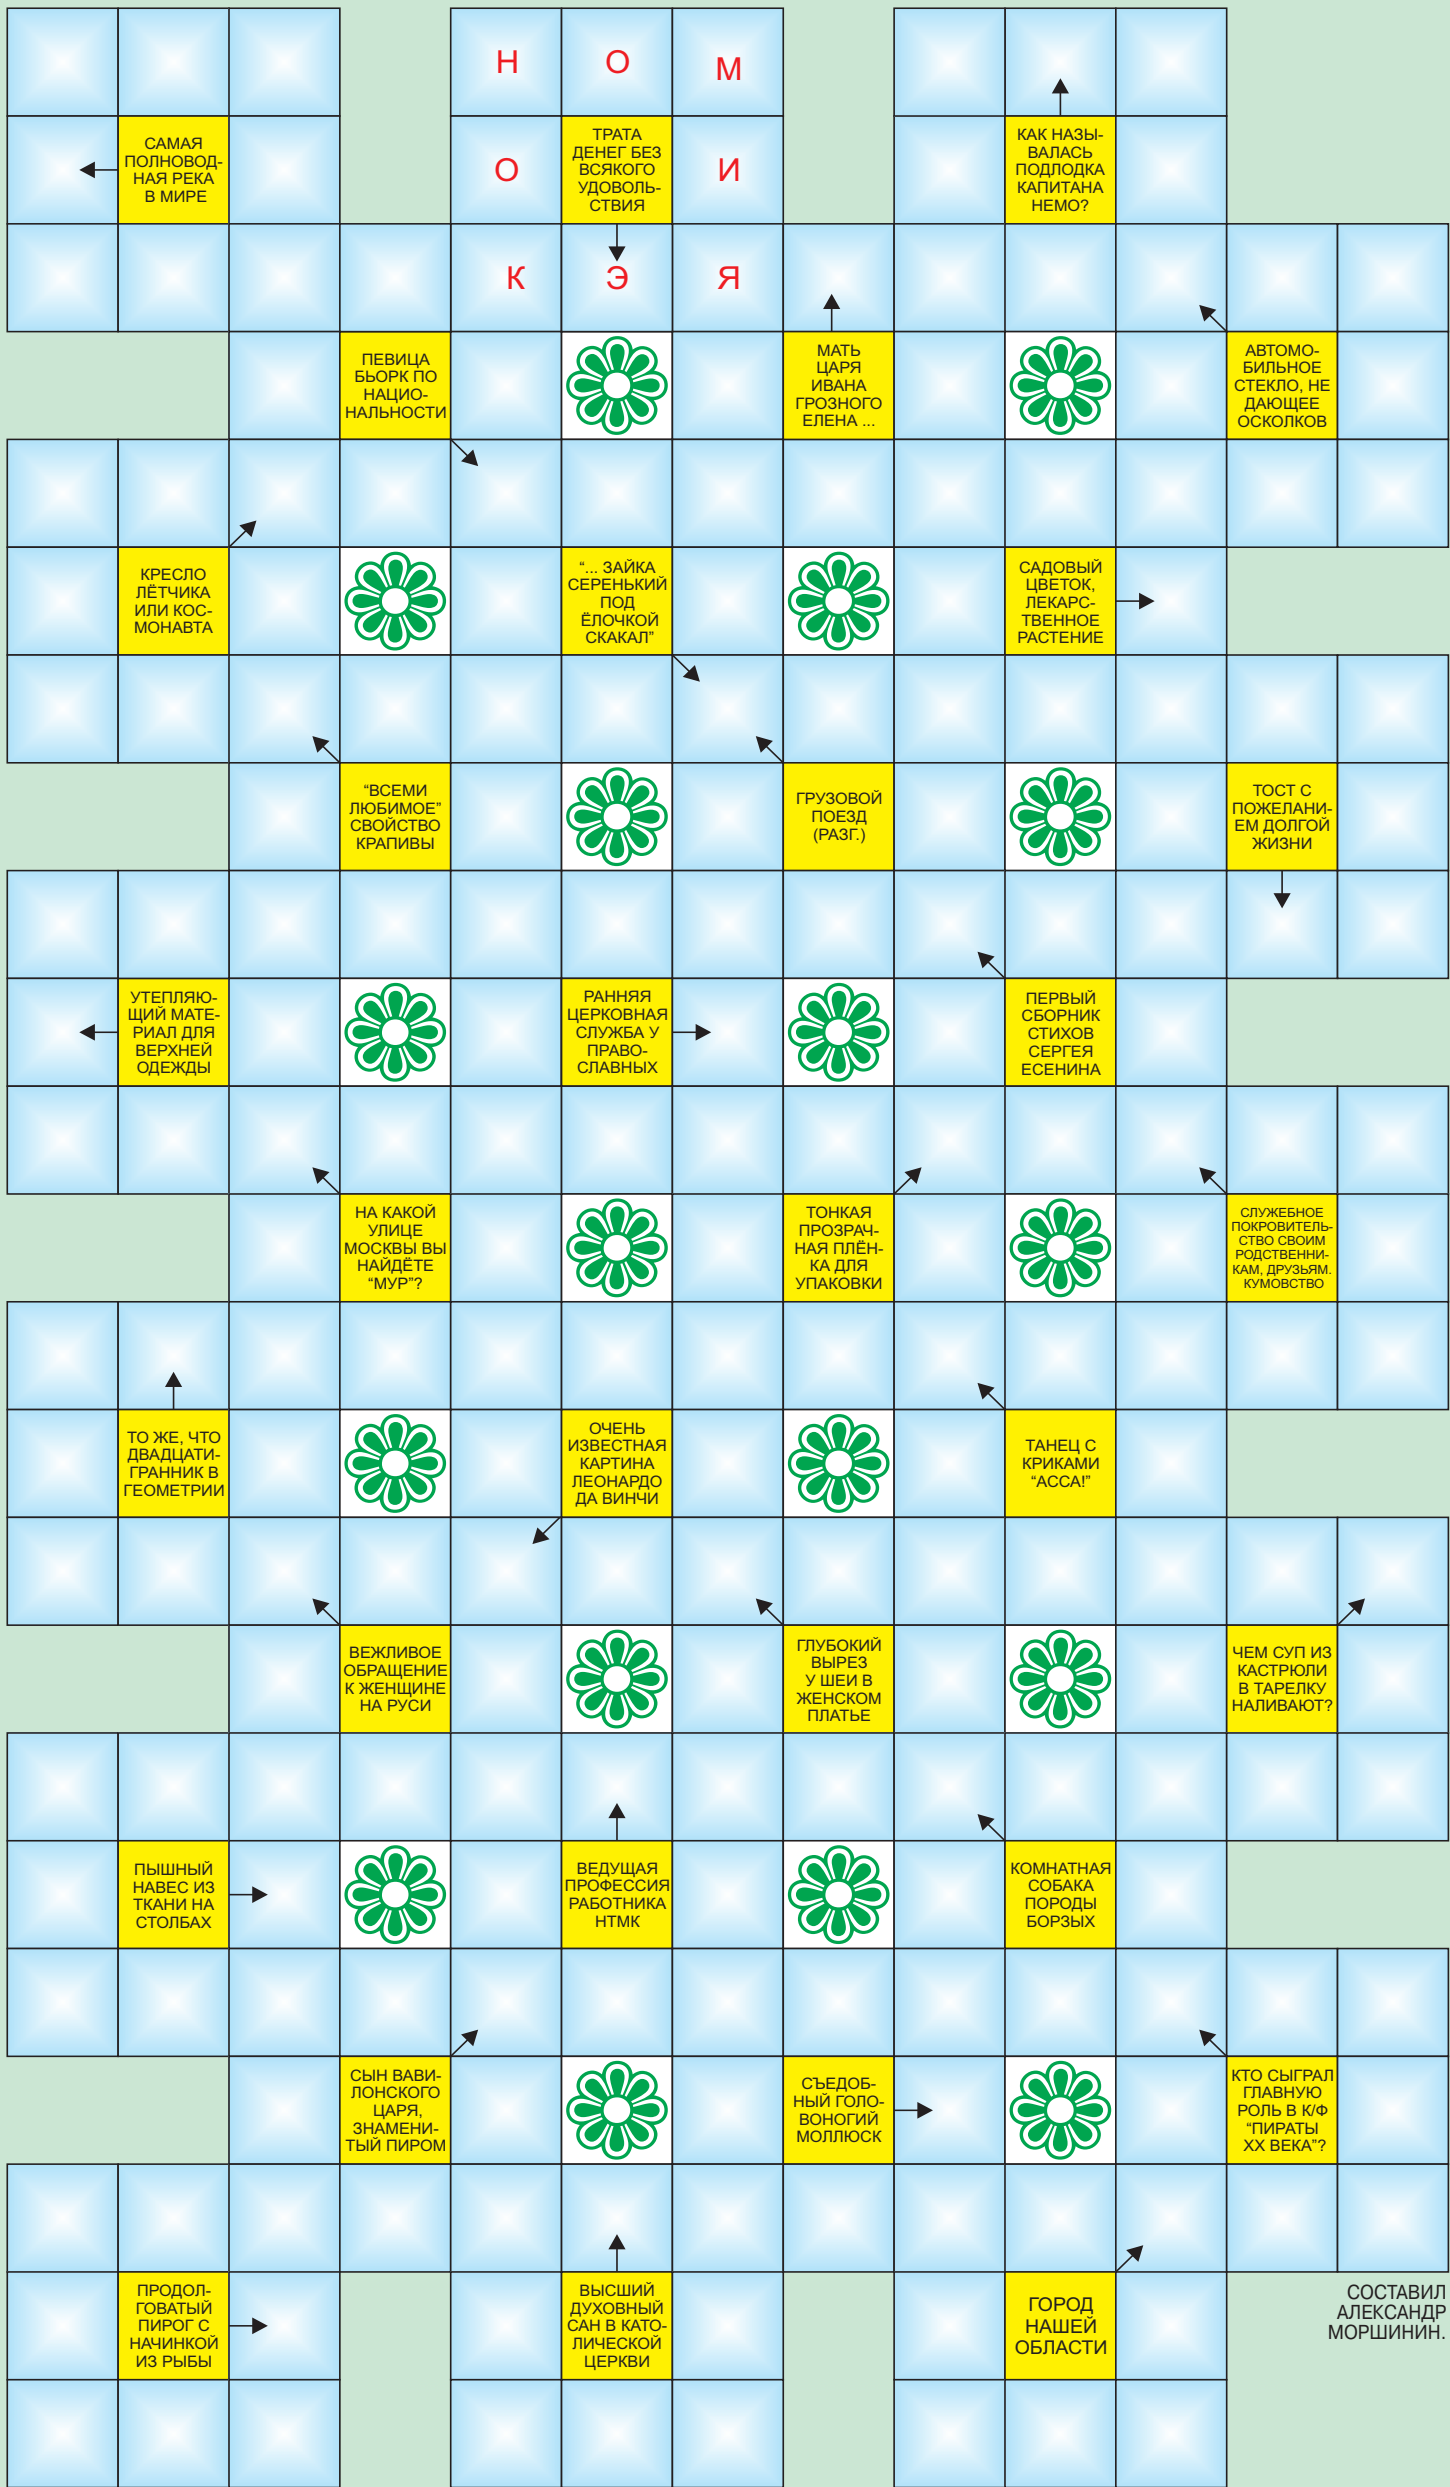 Н О М
САМАЯ
ПОЛНОВОД-
НАЯ РЕКА
В МИРЕ
О
ТРАТА
ДЕНЕГ БЕЗ
ВСЯКОГО
УДОВОЛЬ-
СТВИЯ
И
КАК НАЗЫ-
ВАЛАСЬ
ПОДЛОДКА
КАПИТАНА
НЕМО?
К Э Я
ПЕВИЦА
БЬОРК ПО
НАЦИО-
НАЛЬНОСТИ
МАТЬ
ЦАРЯ
ИВАНА
ГРОЗНОГО
ЕЛЕНА ...
АВТОМО-
БИЛЬНОЕ
СТЕКЛО, НЕ
ДАЮЩЕЕ
ОСКОЛКОВ
КРЕСЛО
ЛЁТЧИКА
ИЛИ КОС-
МОНАВТА
“... ЗАЙКА
СЕРЕНЬКИЙ
ПОД
ЁЛОЧКОЙ
СКАКАЛ”
САДОВЫЙ
ЦВЕТОК,
ЛЕКАРС-
ТВЕННОЕ
РАСТЕНИЕ
“ВСЕМИ
ЛЮБИМОЕ”
СВОЙСТВО
КРАПИВЫ
ГРУЗОВОЙ
ПОЕЗД
(РАЗГ.)
ТОСТ С
ПОЖЕЛАНИ-
ЕМ ДОЛГОЙ
ЖИЗНИ
УТЕПЛЯЮ-
ЩИЙ МАТЕ-
РИАЛ ДЛЯ
ВЕРХНЕЙ
ОДЕЖДЫ
РАННЯЯ
ЦЕРКОВНАЯ
СЛУЖБА У
ПРАВО-
СЛАВНЫХ
ПЕРВЫЙ
СБОРНИК
СТИХОВ
СЕРГЕЯ
ЕСЕНИНА
НА КАКОЙ
УЛИЦЕ
МОСКВЫ ВЫ
НАЙДЁТЕ
“МУР”?
ТОНКАЯ
ПРОЗРАЧ-
НАЯ ПЛЁН-
КА ДЛЯ
УПАКОВКИ
СЛУЖЕБНОЕ
ПОКРОВИТЕЛЬ-
СТВО СВОИМ
РОДСТВЕННИ-
КАМ, ДРУЗЬЯМ.
КУМОВСТВО
ТО ЖЕ, ЧТО
ДВАДЦАТИ-
ГРАННИК В
ГЕОМЕТРИИ
ОЧЕНЬ
ИЗВЕСТНАЯ
КАРТИНА
ЛЕОНАРДО
ДА ВИНЧИ
ТАНЕЦ С
КРИКАМИ
“АССА!”
ВЕЖЛИВОЕ
ОБРАЩЕНИЕ
К ЖЕНЩИНЕ
НА РУСИ
ГЛУБОКИЙ
ВЫРЕЗ
У ШЕИ В
ЖЕНСКОМ
ПЛАТЬЕ
ЧЕМ СУП ИЗ
КАСТРЮЛИ
В ТАРЕЛКУ
НАЛИВАЮТ?
ПЫШНЫЙ
НАВЕС ИЗ
ТКАНИ НА
СТОЛБАХ
ВЕДУЩАЯ
ПРОФЕССИЯ
РАБОТНИКА
НТМК
КОМНАТНАЯ
СОБАКА
ПОРОДЫ
БОРЗЫХ
СЫН ВАВИ-
ЛОНСКОГО
ЦАРЯ,
ЗНАМЕНИ-
ТЫЙ ПИРОМ
СЪЕДОБ-
НЫЙ ГОЛО-
ВОНОГИЙ
МОЛЛЮСК
КТО СЫГРАЛ
ГЛАВНУЮ
РОЛЬ В К/Ф
“ПИРАТЫ
ХХ ВЕКА”?
ПРОДОЛ-
ГОВАТЫЙ
ПИРОГ С
НАЧИНКОЙ
ИЗ РЫБЫ
ВЫСШИЙ
ДУХОВНЫЙ
САН В КАТО-
ЛИЧЕСКОЙ
ЦЕРКВИ
ГОРОД
НАШЕЙ
ОБЛАСТИ
СОСТАВИЛ
АЛЕКСАНДР
МОРШИНИН.